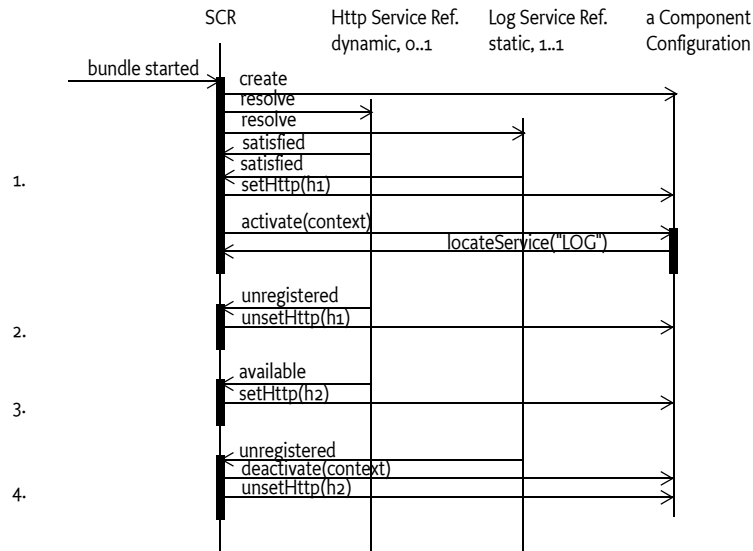 SCR
Http Service Ref.
dynamic, 0..1
Log Service Ref.
static, 1..1
a Component
Configuration
bundle started
create
resolve
resolve
satisfied
satisfied
1.
setHttp(h1)
activate(context)
locateService("LOG")
unregistered
2.
unsetHttp(h1)
available
3.
setHttp(h2)
unregistered
deactivate(context)
4.
unsetHttp(h2)